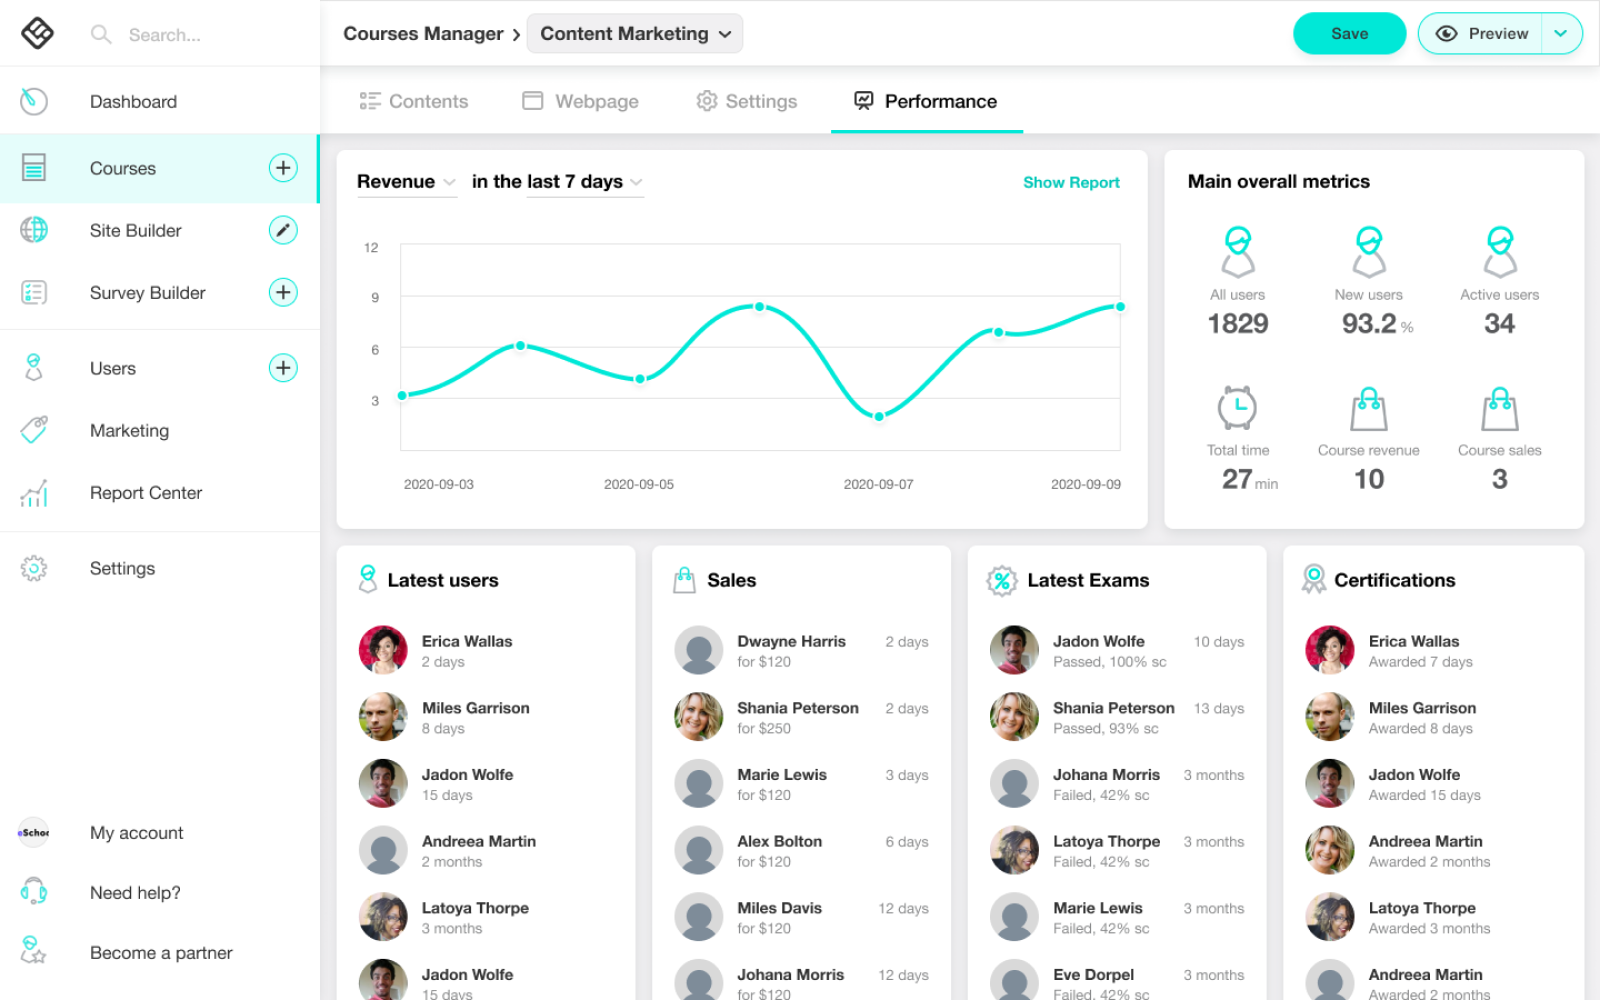 Search...
Dashboard
Courses
Site Builder
Survey Builder
Users
Marketing
Report Center
Settings
eSchool
My account
Need help?
Become a partner
Courses Manager > Content Marketing
Save
Preview
Contents
Webpage
Settings
Performance
Revenue in the last 7 days
Show Report
12
9
6
3
2020-09-03
2020-09-05
2020-09-07
2020-09-09
Main overall metrics
All users
1829
New users
93.2 %
Active users
34
Total time
27 min
Course revenue
10
Course sales
3
Latest users
Erica Wallas
2 days
Miles Garrison
8 days
Jadon Wolfe
15 days
Andreea Martin
2 months
Latoya Thorpe
3 months
Jadon Wolfe
15 days
Sales
Dwayne Harris 2 days
for $120
Shania Peterson 2 days
for $250
Marie Lewis 3 days
for $120
Alex Bolton 6 days
for $120
Miles Davis 12 days
for $120
Johana Morris 12 days
for $120
Latest Exams
Jadon Wolfe 10 days
Passed, 100% sc
Shania Peterson 13 days
Passed, 93% sc
Johana Morris 3 months
Failed, 42% sc
Latoya Thorpe 3 months
Failed, 42% sc
Marie Lewis 3 months
Failed, 42% sc
Eve Dorpel 3 months
Failed, 42% sc
Certifications
Erica Wallas
Awarded 7 days
Miles Garrison
Awarded 8 days
Jadon Wolfe
Awarded 15 days
Andreea Martin
Awarded 2 months
Latoya Thorpe
Awarded 3 months
Andreea Martin
Awarded 2 months